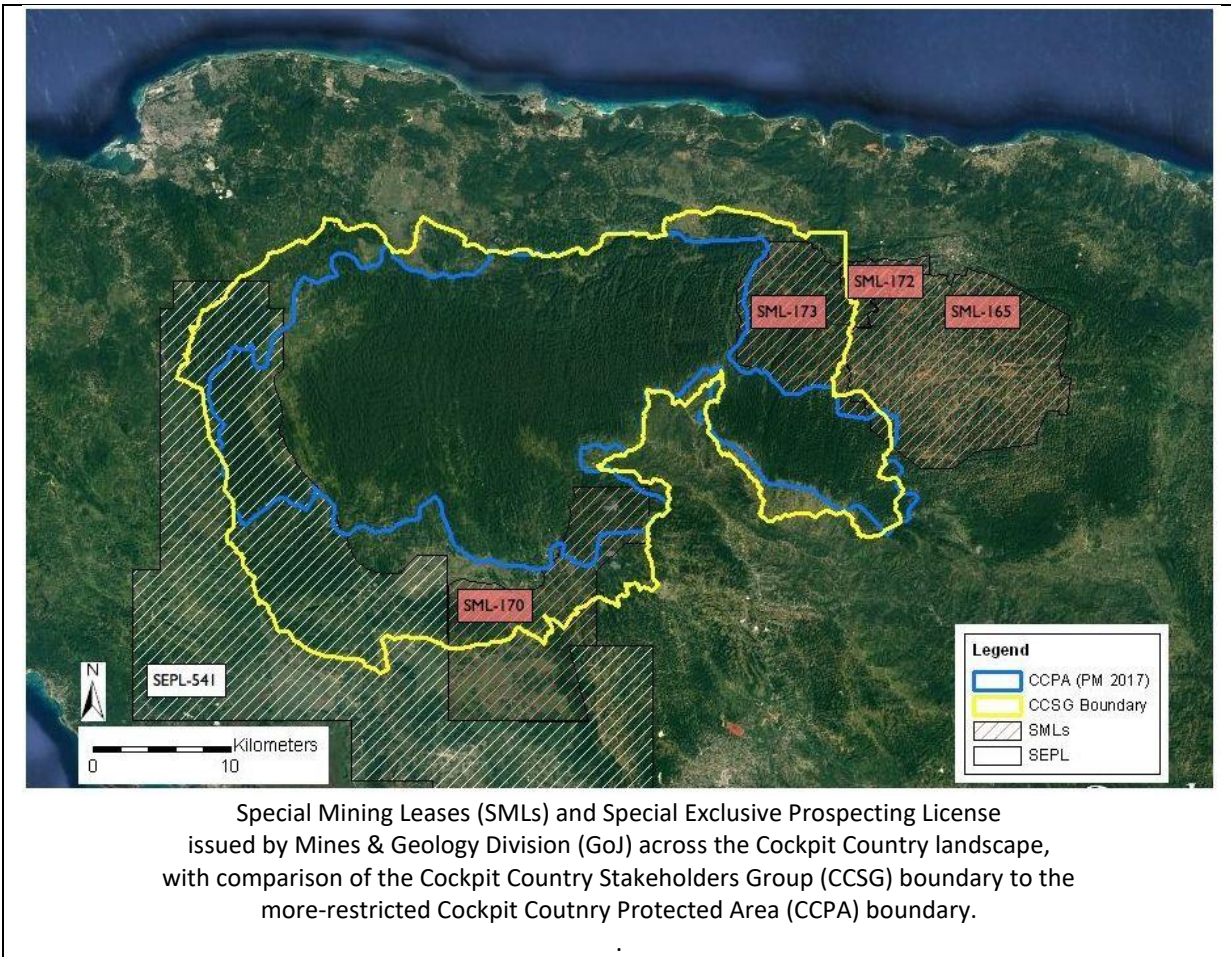 SML-172
SML-173
SML-165
SML-170
SEPL-541
N
Kilometers
0 10
Legend
CCPA (PM 2017)
CCSG Boundary
SMLs
SEPL
Special Mining Leases (SMLs) and Special Exclusive Prospecting License
issued by Mines & Geology Division (GoJ) across the Cockpit Country landscape,
with comparison of the Cockpit Country Stakeholders Group (CCSG) boundary to the
more-restricted Cockpit Coutnry Protected Area (CCPA) boundary.
.